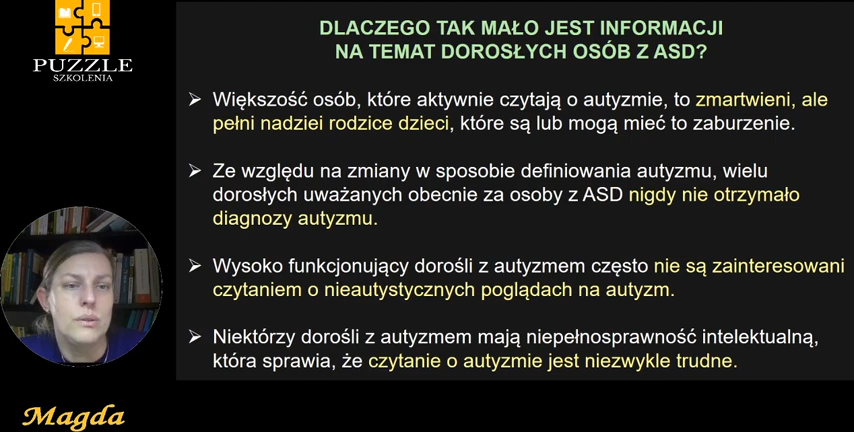 PUZZLE
SZKOLENIA
DLACZEGO TAK MAŁO JEST INFORMACJI
NA TEMAT DOROSŁYCH OSÓB Z ASD?
➢ Większość osób, które aktywnie czytają o autyzmie, to zmartwieni, ale
pełni nadziei rodzice dzieci, które są lub mogą mieć to zaburzenie.
➢ Ze względu na zmiany w sposobie definiowania autyzmu, wielu
dorosłych uważanych obecnie za osoby z ASD nigdy nie otrzymało
diagnozy autyzmu.
➢ Wysoko funkcjonujący dorośli z autyzmem często nie są zainteresowani
czytaniem o nieautystycznych poglądach na autyzm.
➢ Niektórzy dorośli z autyzmem mają niepełnosprawność intelektualną,
która sprawia, że czytanie o autyzmie jest niezwykle trudne.
Magda